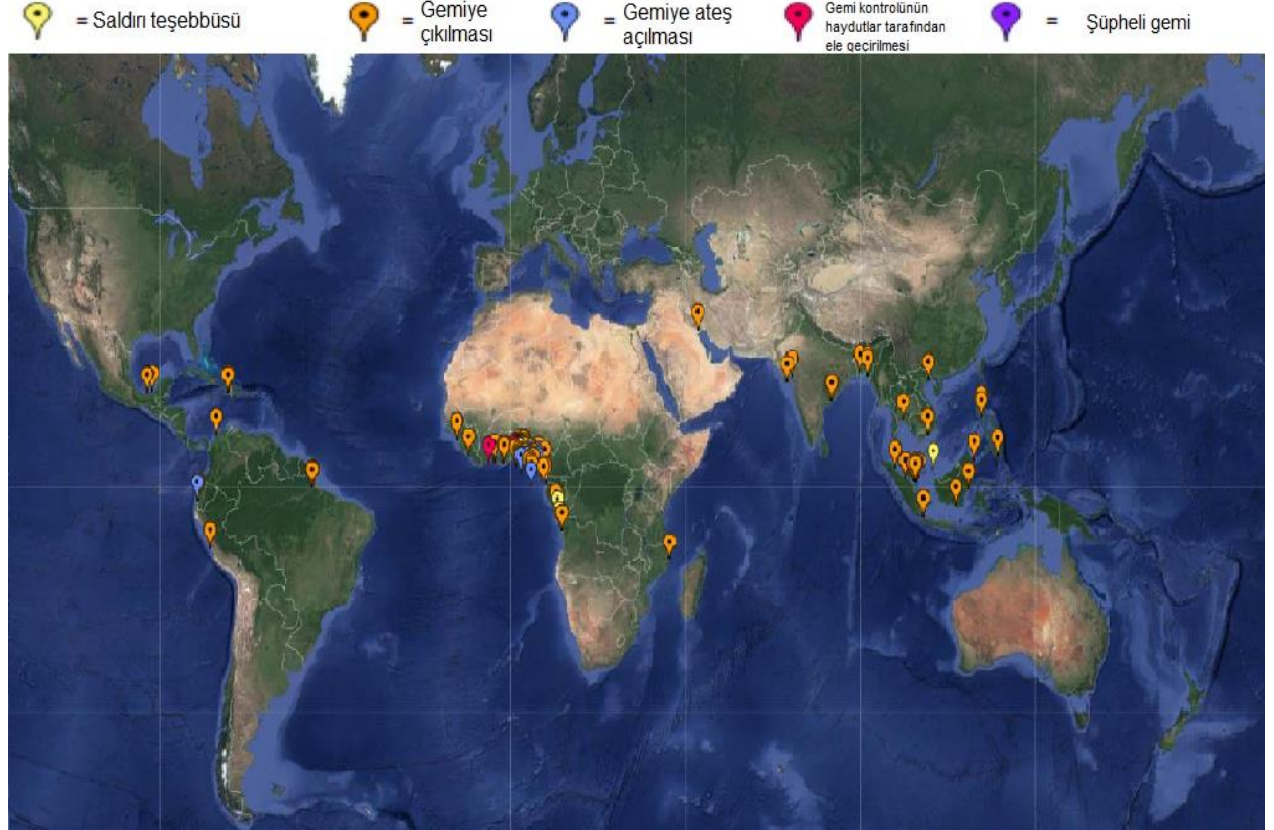 = Saldırı teşebbüsü
= Gemiye
çıkılması
= Gemiye ateş
açılması
Gemi kontrolünün
haydutlar tarafından
ele geçirilmesi
= Şüpheli gemi